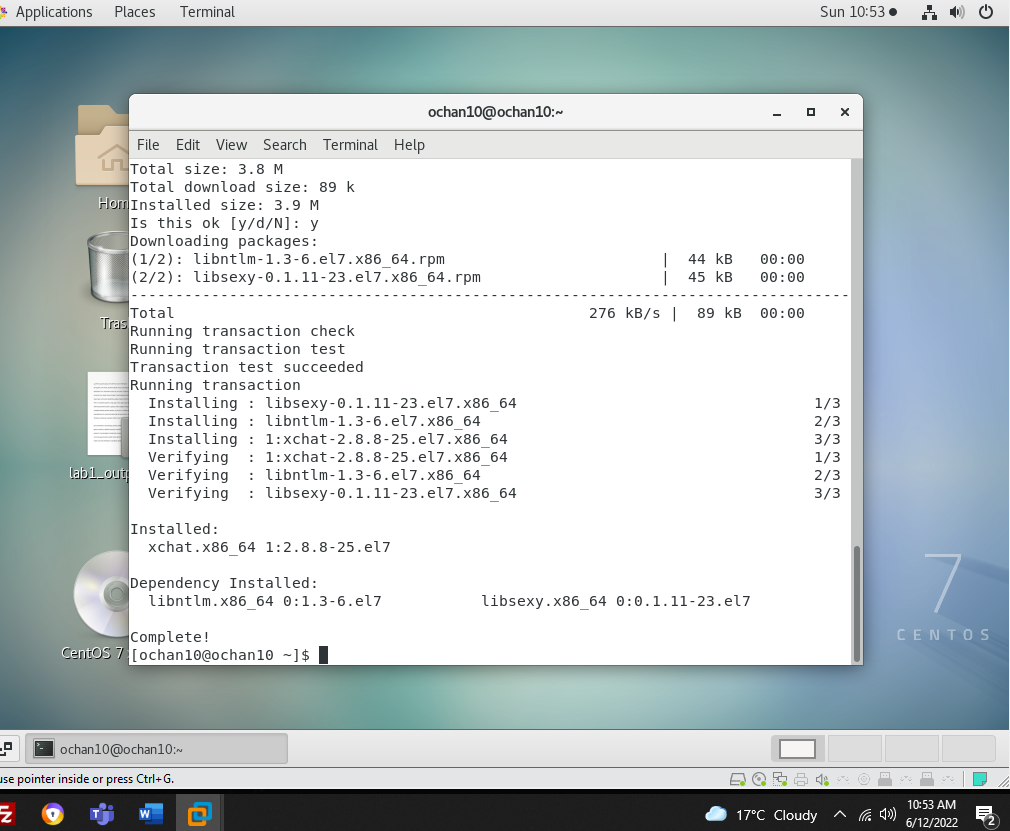 Applications Places Terminal Sun 10:53
ochan10@ochan10:~
File Edit View Search Terminal Help
Total size: 3.8 M
Total download size: 89 k
Installed size: 3.9 M
Is this ok [y/d/N]: y
Downloading packages:
(1/2): libntlm-1.3-6.el7.x86_64.rpm | 44 kB 00:00
(2/2): libsexy-0.1.11-23.el7.x86_64.rpm | 45 kB 00:00
--------------------------------------------------------------------------------
Total 276 kB/s | 89 kB 00:00
Running transaction check
Running transaction test
Transaction test succeeded
Running transaction
Installing : libsexy-0.1.11-23.el7.x86_64 1/3
Installing : libntlm-1.3-6.el7.x86_64 2/3
Installing : 1:xchat-2.8.8-25.el7.x86_64 3/3
Verifying : 1:xchat-2.8.8-25.el7.x86_64 1/3
Verifying : libntlm-1.3-6.el7.x86_64 2/3
Verifying : libsexy-0.1.11-23.el7.x86_64 3/3
Installed:
xchat.x86_64 1:2.8.8-25.el7
Dependency Installed:
libntlm.x86_64 0:1.3-6.el7 libsexy.x86_64 0:0.1.11-23.el7
Complete!
[ochan10@ochan10 ~]$
Hom
Tras
lab1_outp
CentOS 7
7
CENTOS
ochan10@ochan10:~
use pointer inside or press Ctrl+G.
17°C Cloudy
10:53 AM
6/12/2022
2